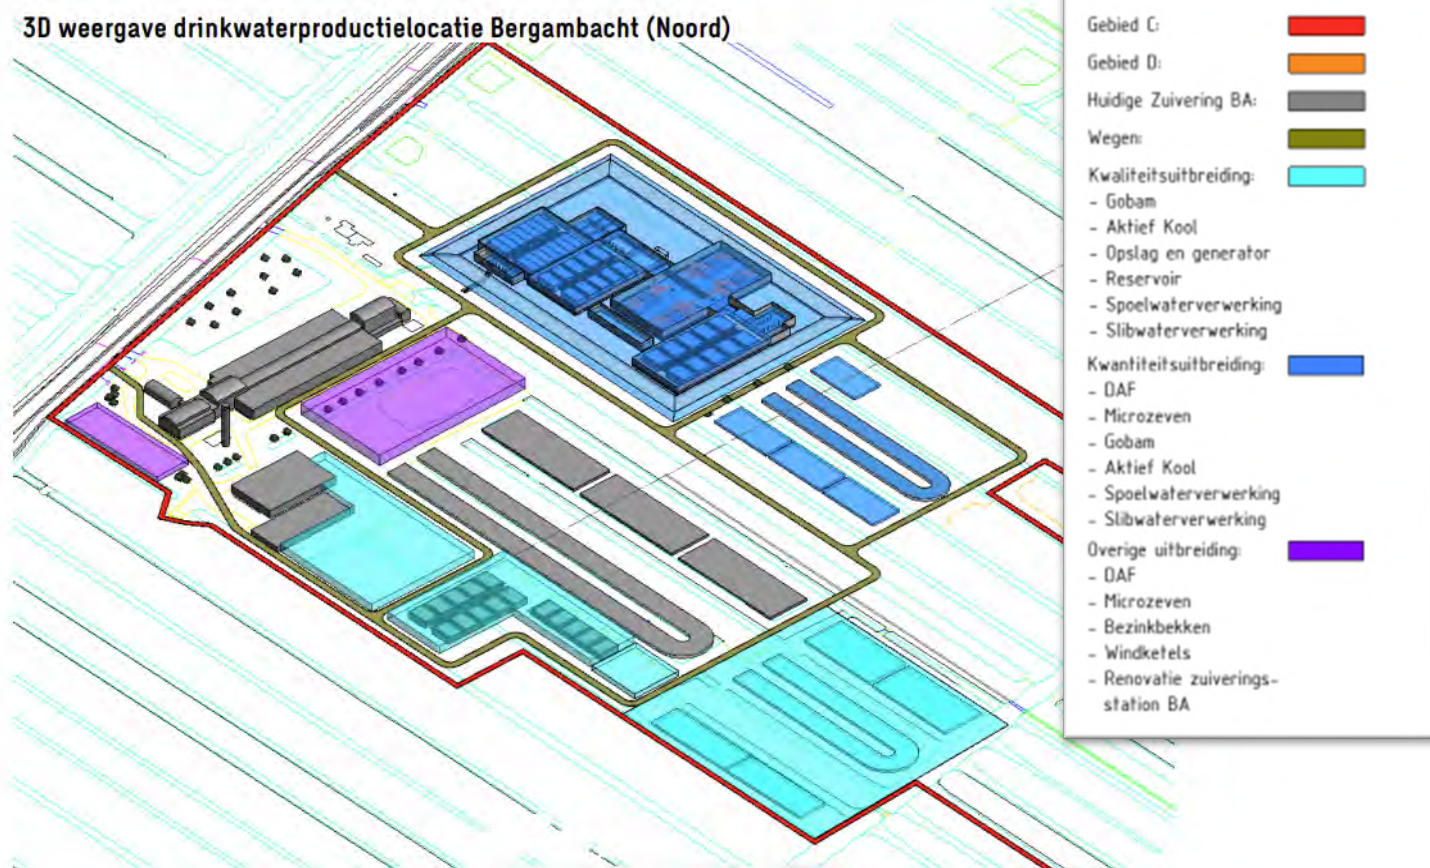 3D weergave drinkwaterproductielocatie Bergambacht (Noord)
Gebied C:
Gebied D:
Huidige Zuivering BA:
Wegen:
Kwaliteitsuitbreiding:
- Gobam
- Aktief Kool
- Opslag en generator
- Reservoir
- Spoelwaterverwerking
- Slibwaterverwerking
Kwantiteitsuitbreiding:
- DAF
- Microzeven
- Gobam
- Aktief Kool
- Spoelwaterverwerking
- Slibwaterverwerking
Overige uitbreiding:
- DAF
- Microzeven
- Bezinkbekken
- Windketels
- Renovatie zuiverings-
station BA